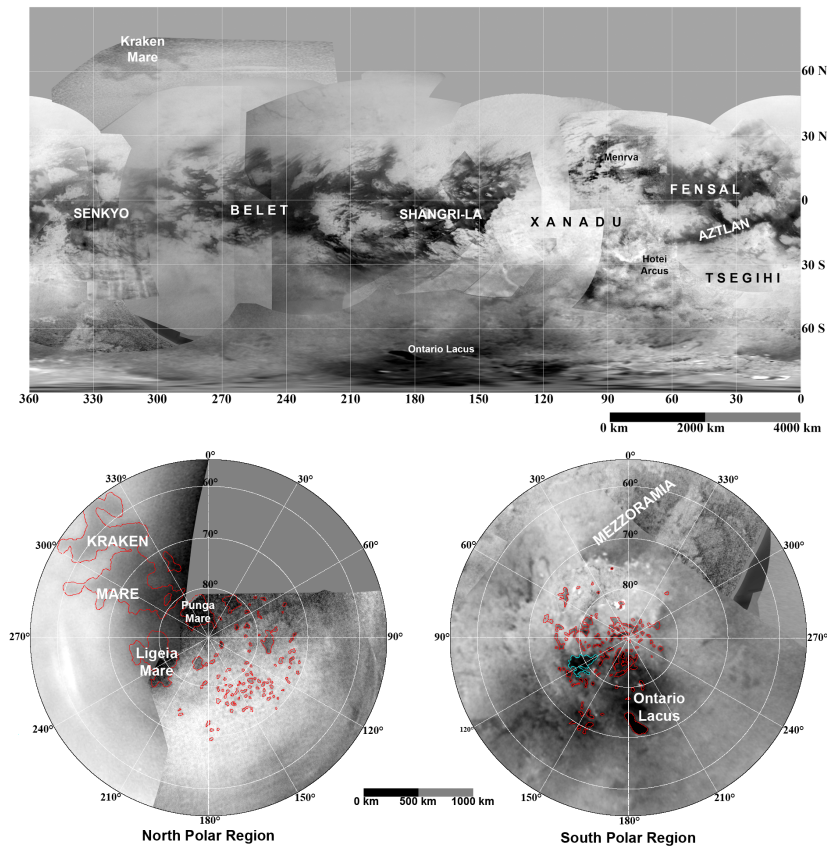 Kraken
Mare
60 N
30 N
Menrva
FENSAL
0
SENKYO
BELET
SHANGRI-LA
XANADU
AZTLAN
Hotei
Arcus
30 S
TSEGIHI
60 S
Ontario Lacus
360
330
300
270
240
210
180
150
120
90
60
30
0
0 km
2000 km
4000 km
0°
330°
30°
60°
300°
60°
70°
KRAKEN
80°
MARE
Punga
Mare
270°
90°
Ligeia
Mare
240°
120°
210°
150°
180°
North Polar Region
0 km
500 km
1000 km
0°
30°
330°
60°
MEZZORAMIA
60°
300°
70°
80°
90°
270°
Ontario
Lacus
120°
240°
150°
210°
180°
South Polar Region